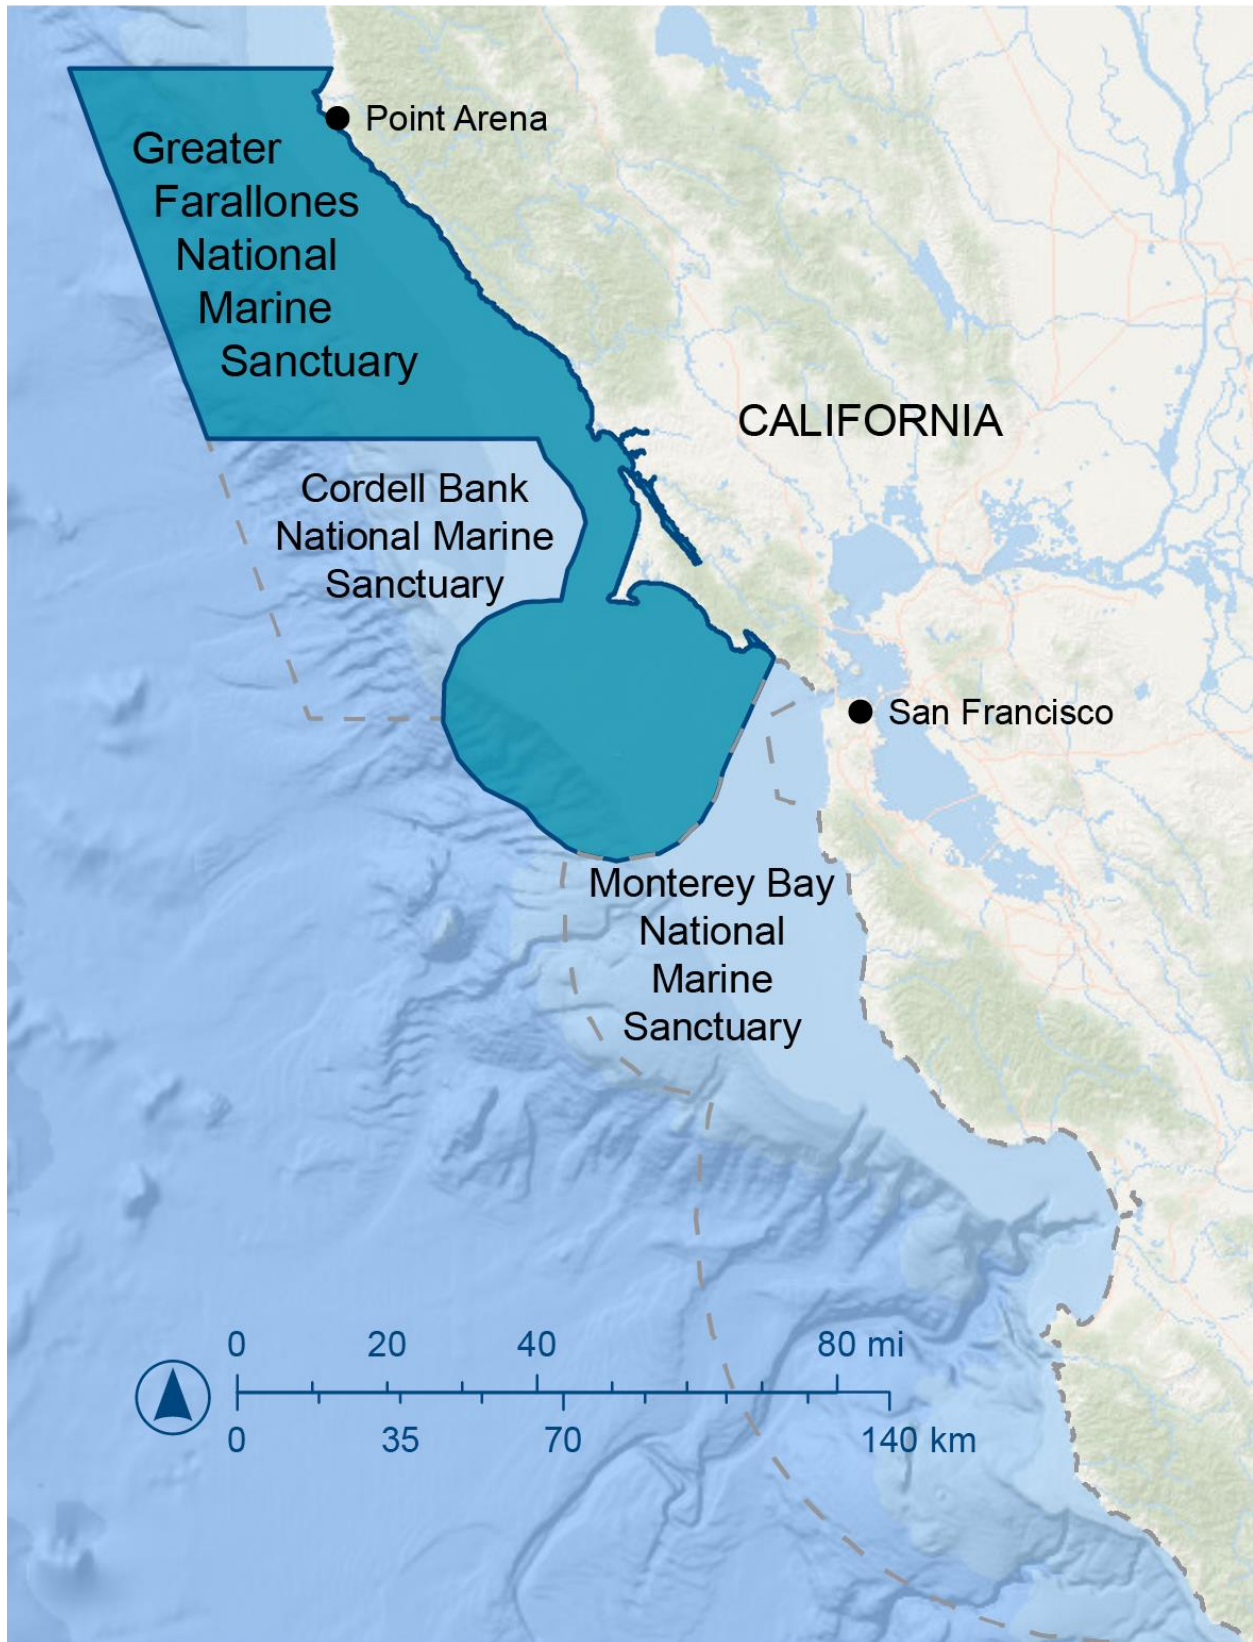 Point Arena
Greater
Farallones
National
Marine
Sanctuary
CALIFORNIA
Cordell Bank
National Marine
Sanctuary
San Francisco
Monterey Bay
National
Marine
Sanctuary
0 20 40 80 mi
0 35 70 140 km